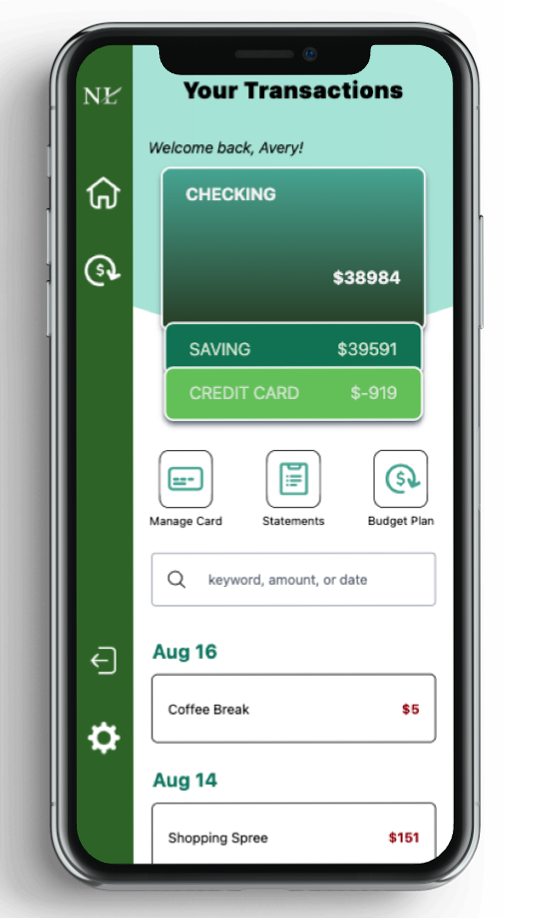 NL
Your Transactions
Welcome back, Avery!
CHECKING
$38984
SAVING $39591
CREDIT CARD $-919
Manage Card Statements Budget Plan
keyword, amount, or date
Aug 16
Coffee Break $5
Aug 14
Shopping Spree $151